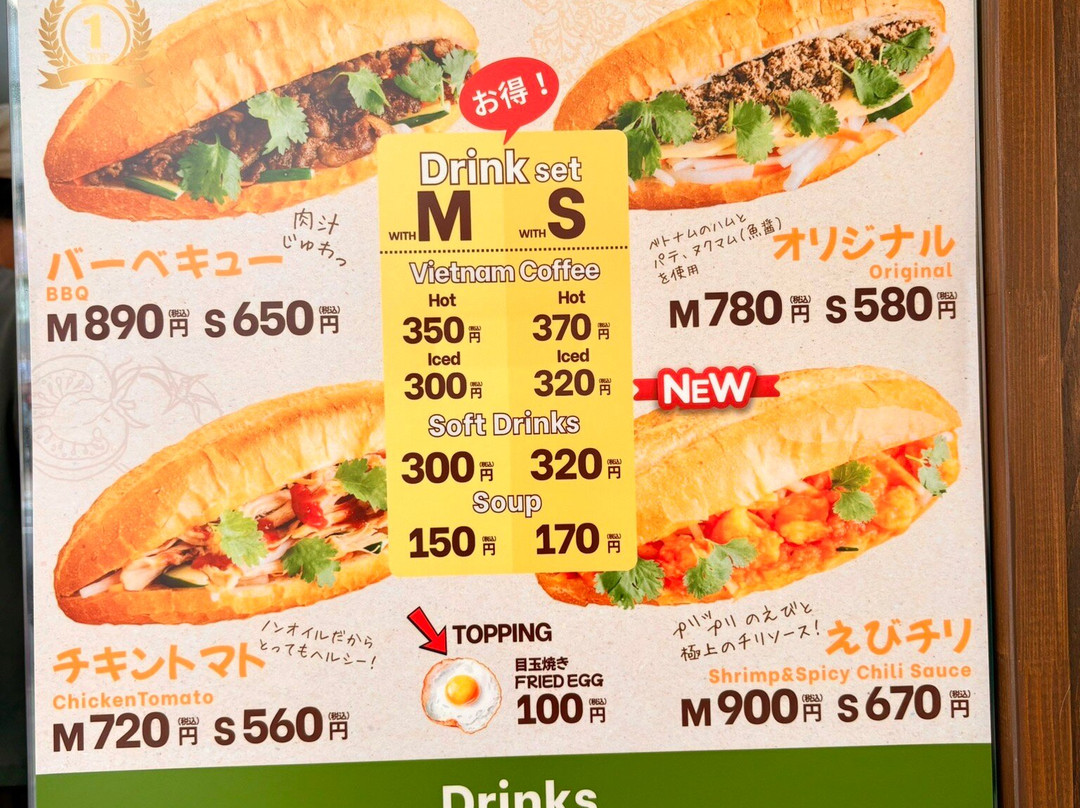 1
お得！
Drink set
WITH M WITH S
Vietnam Coffee
Hot Hot
350円(税込) 370円(税込)
Iced Iced
300円(税込) 320円(税込)
Soft Drinks
300円(税込) 320円(税込)
Soup
150円(税込) 170円(税込)
肉汁
じゅわっ
バーベキュー
BBQ
M890円(税込) S650円(税込)
ベトナムのハムと
パテ、ヌクマム(魚醤)
を使用
オリジナル
Original
M780円(税込) S580円(税込)
NEW
ノンオイルだから
とってもヘルシー!
チキントマト
ChickenTomato
M720円(税込) S560円(税込)
TOPPING
目玉焼き
FRIED EGG
100円(税込)
プリップリのえびと
極上のチリソース!
えびチリ
Shrimp&Spicy Chili Sauce
M900円(税込) S670円(税込)
Drinks